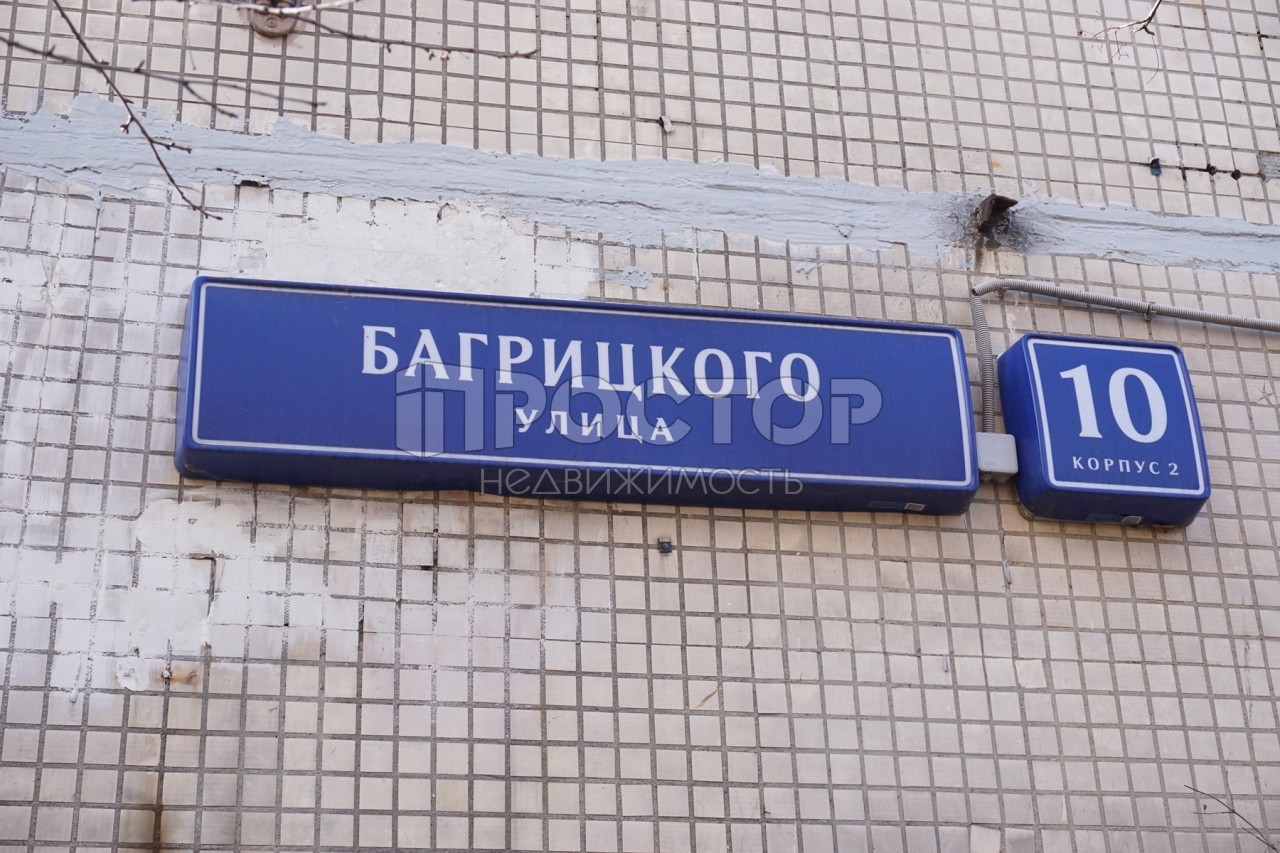 БАГРИЦКОГО
УЛИЦА
10
КОРПУС 2
ПРОСТОР
НЕДВИЖИМОСТЬ